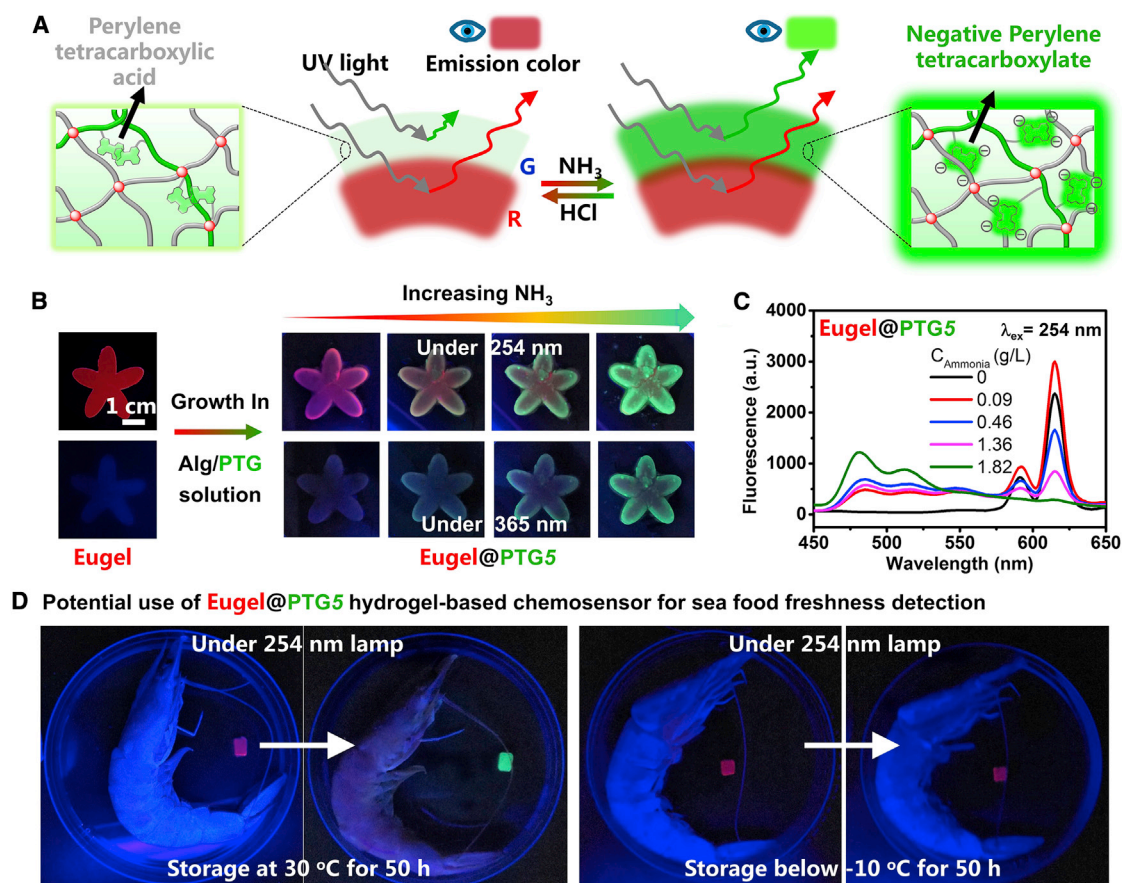 A
Perylene
tetracarboxylic
acid
UV light
Emission color
Negative Perylene
tetracarboxylate
G
R
NH3
HCl
B
Increasing NH3
1 cm
Growth In
Alg/PTG
solution
Under 254 nm
Under 365 nm
Eugel
Eugel@PTG5
C
Eugel@PTG5
λex= 254 nm
CAmmonia (g/L)
0
0.09
0.46
1.36
1.82
Fluorescence (a.u.)
4000
3000
2000
1000
0
450
500
550
600
650
Wavelength (nm)
D Potential use of Eugel@PTG5 hydrogel-based chemosensor for sea food freshness detection
Under 254 nm lamp
Storage at 30 ºC for 50 h
Under 254 nm lamp
Storage below -10 ºC for 50 h